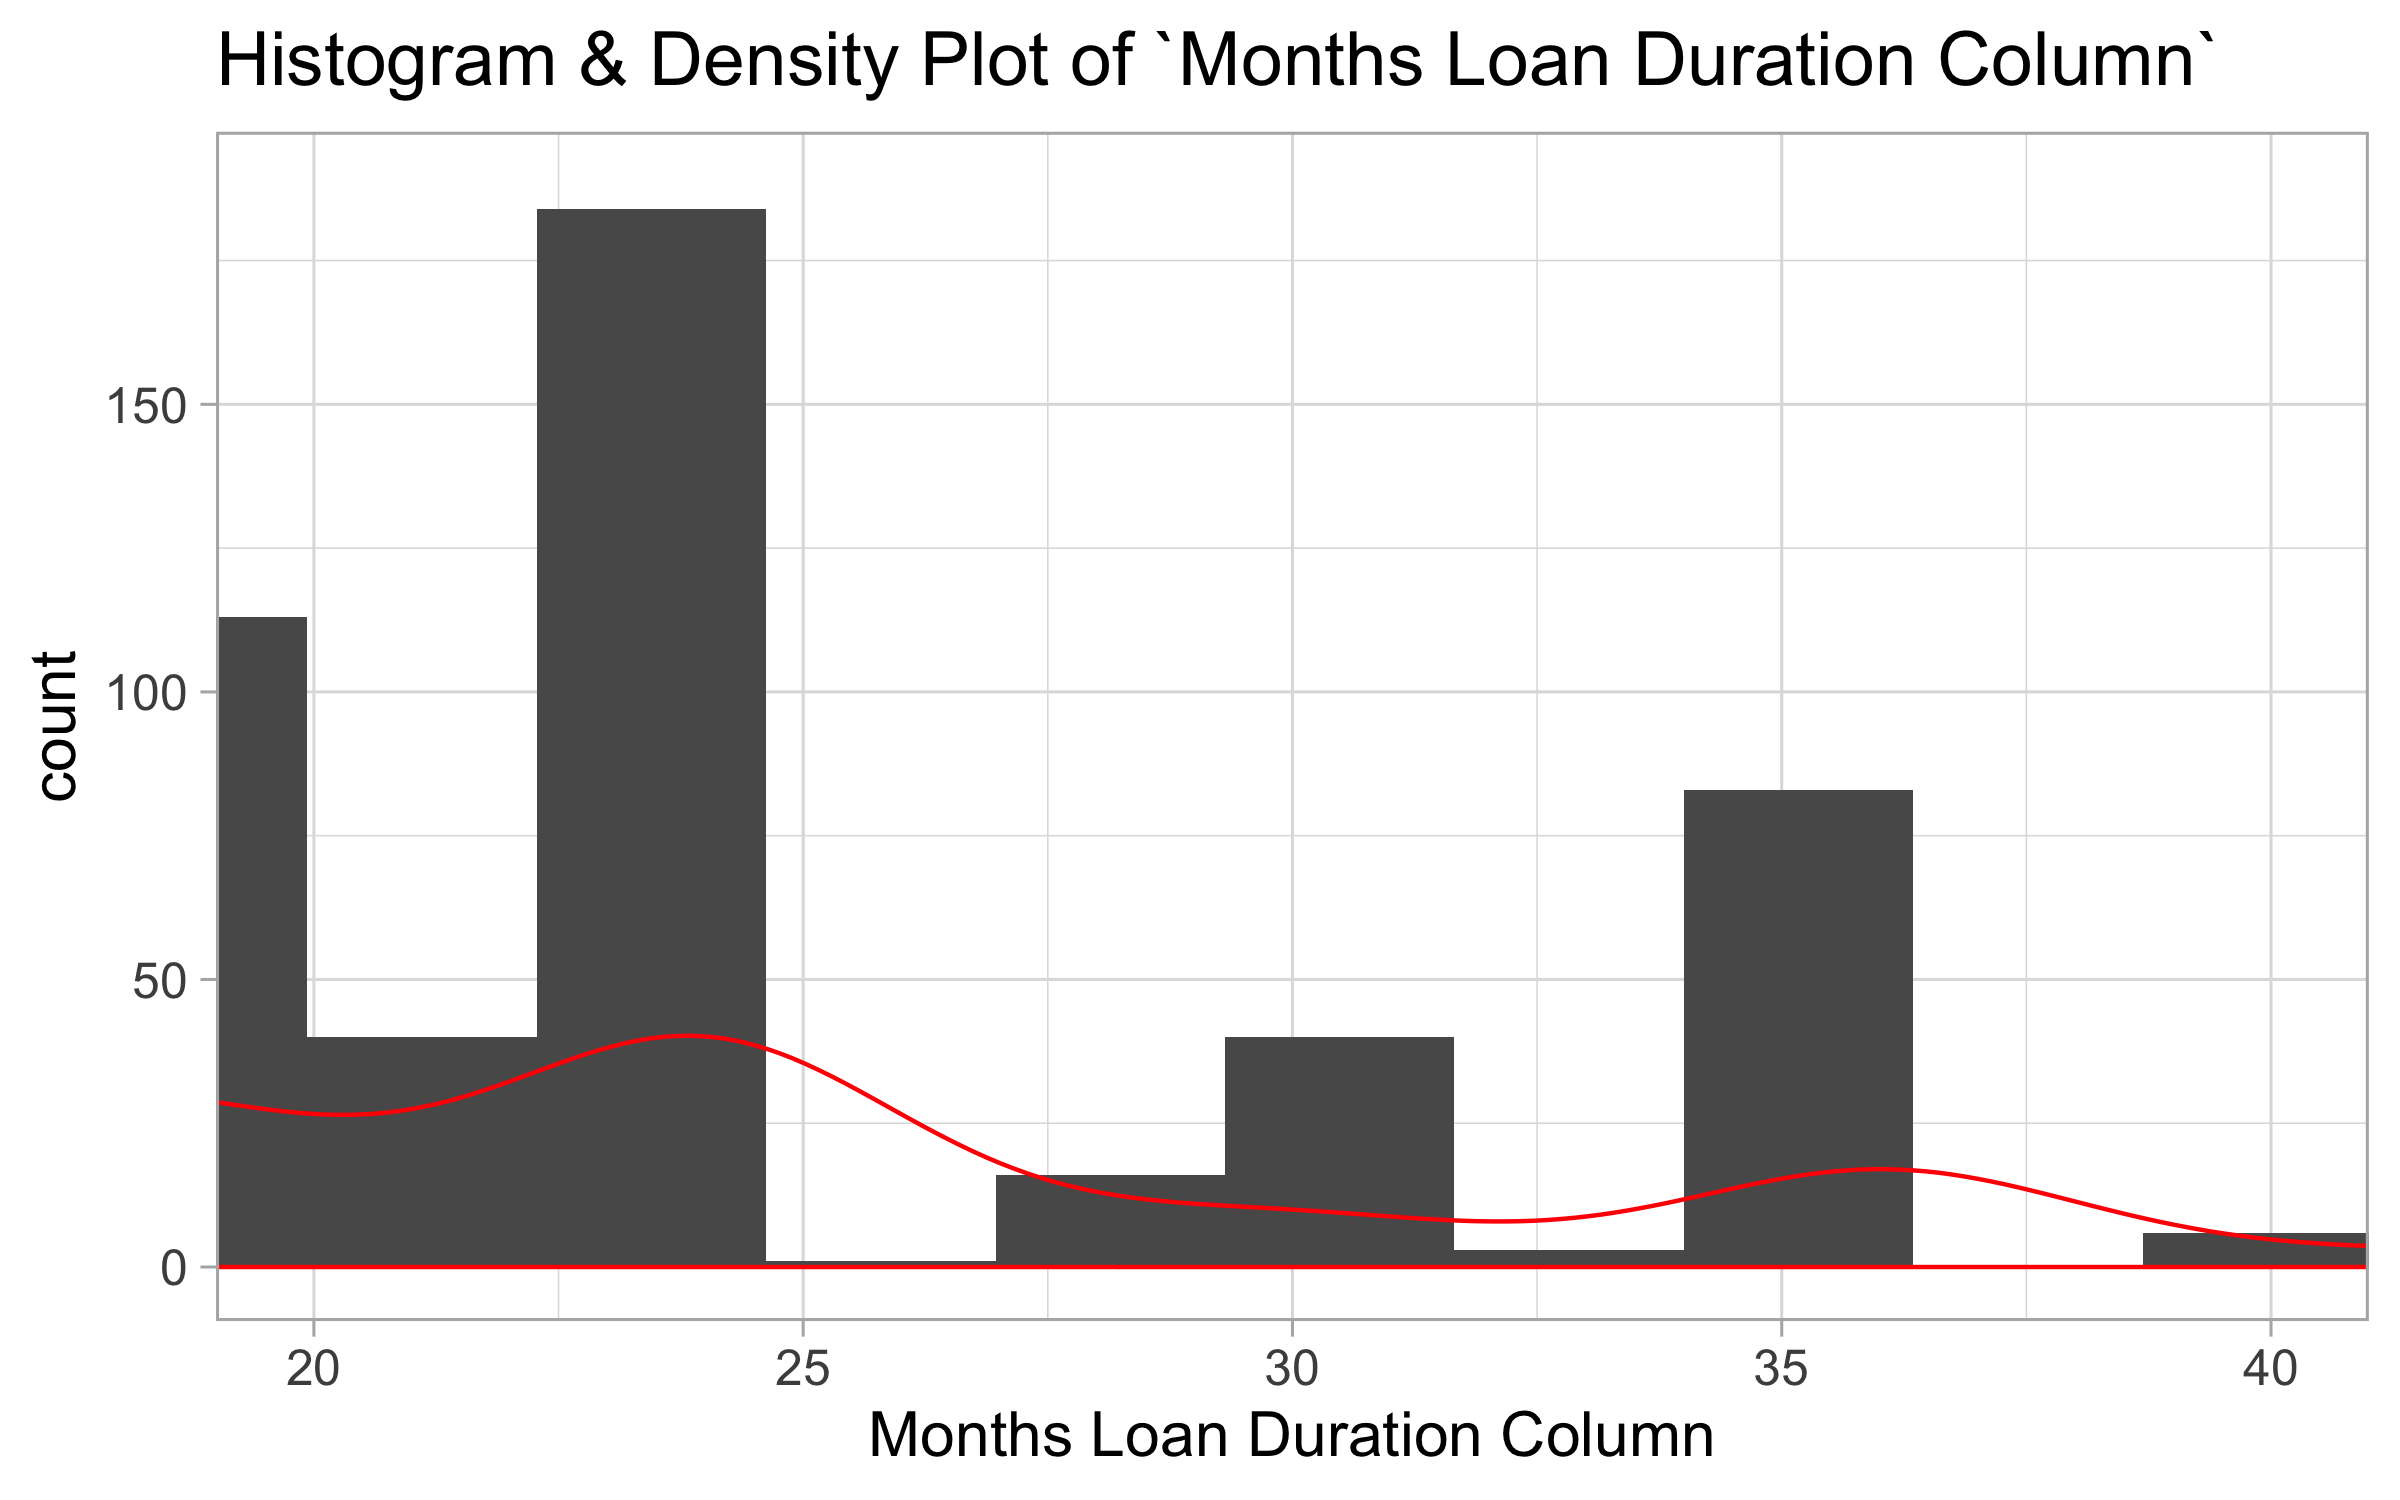 Histogram & Density Plot of `Months Loan Duration Column`
150
100
50
0
count
20 25 30 35 40
Months Loan Duration Column